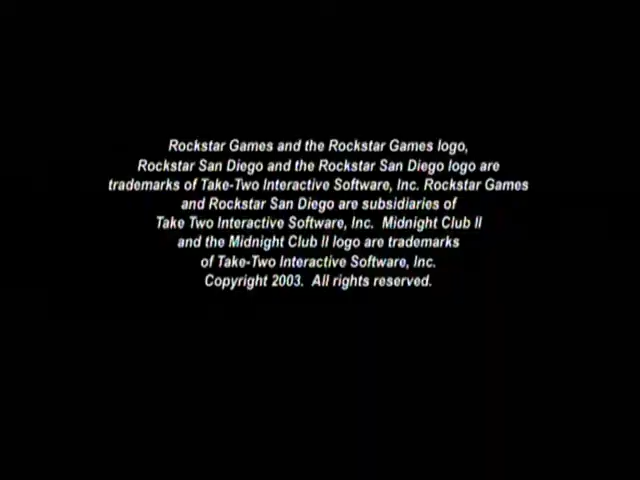 Rockstar Games and the Rockstar Games logo,
Rockstar San Diego and the Rockstar San Diego logo are
trademarks of Take-Two Interactive Software, Inc. Rockstar Games
and Rockstar San Diego are subsidiaries of
Take Two Interactive Software, Inc.  Midnight Club II
and the Midnight Club II logo are trademarks
of Take-Two Interactive Software, Inc.
Copyright 2003.  All rights reserved.